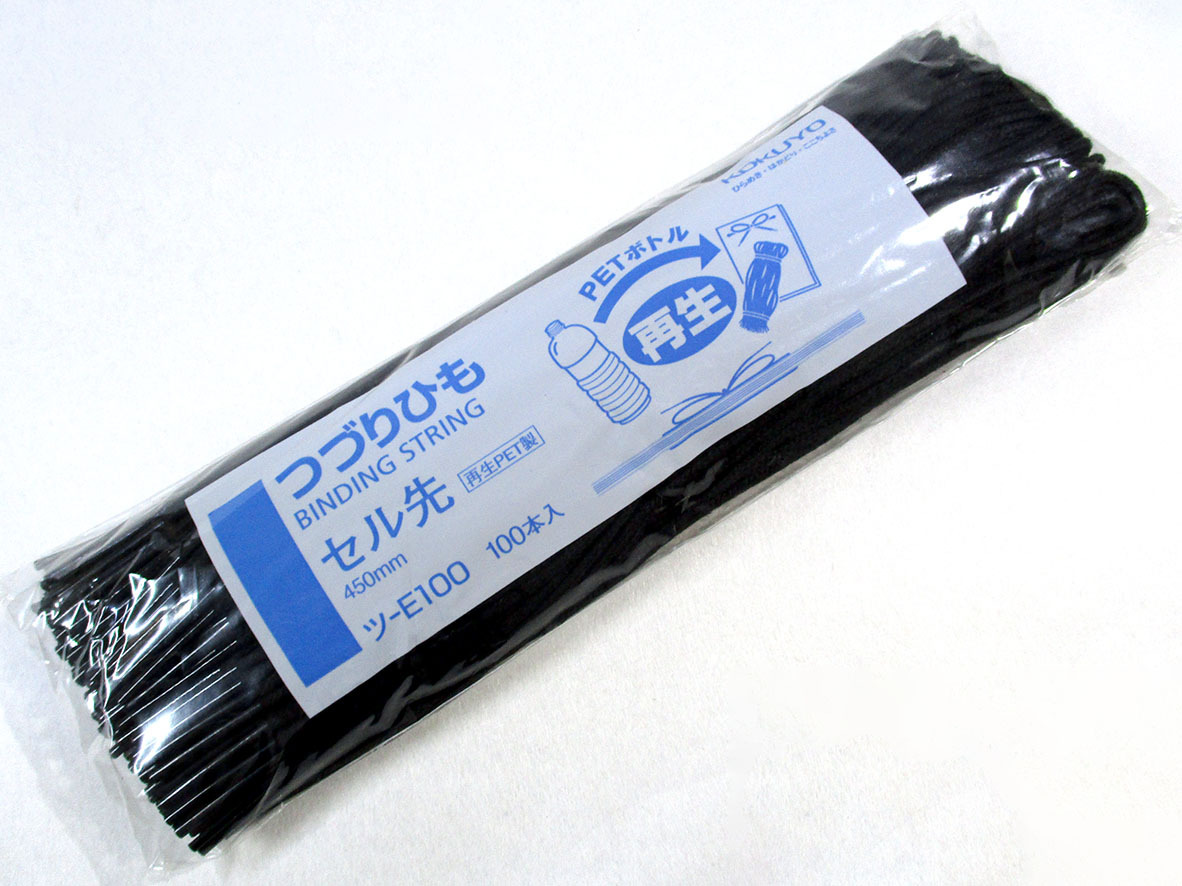 KOKUYO
ひらめき・はかどり・ここちよさ
PETボトル
再生
つづりひも
BINDING STRING
セル先
再生PET製
450mm
ツ-E100 100本入